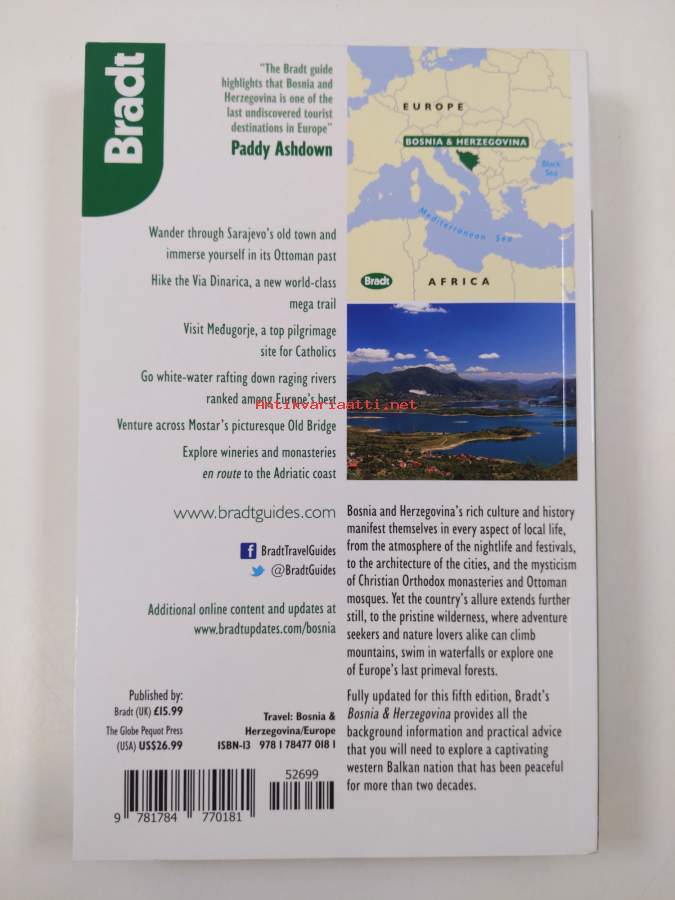 Bradt
"The Bradt guide
highlights that Bosnia and
Herzegovina is one of the
last undiscovered tourist
destinations in Europe"
Paddy Ashdown
Wander through Sarajevo's old town and
immerse yourself in its Ottoman past
Hike the Via Dinarica, a new world-class
mega trail
Visit Međugorje, a top pilgrimage
site for Catholics
Go white-water rafting down raging rivers
ranked among Europe's best
Venture across Mostar's picturesque Old Bridge
Explore wineries and monasteries
en route to the Adriatic coast
www.bradtguides.com
f BradtTravelGuides
@BradtGuides
Additional online content and updates at
www.bradtupdates.com/bosnia
Published by:
Bradt (UK) £15.99
The Globe Pequot Press
(USA) US$26.99
Travel: Bosnia &
Herzegovina/Europe
ISBN-13 978 1 78477 018 1
52699
9 781784 770181
EUROPE
BOSNIA & HERZEGOVINA
Black
Sea
Mediterranean Sea
Bradt
AFRICA
Antikvariaatti.net
Bosnia and Herzegovina's rich culture and history
manifest themselves in every aspect of local life,
from the atmosphere of the nightlife and festivals,
to the architecture of the cities, and the mysticism
of Christian Orthodox monasteries and Ottoman
mosques. Yet the country's allure extends further
still, to the pristine wilderness, where adventure
seekers and nature lovers alike can climb
mountains, swim in waterfalls or explore one
of Europe's last primeval forests.
Fully updated for this fifth edition, Bradt's
Bosnia & Herzegovina provides all the
background information and practical advice
that you will need to explore a captivating
western Balkan nation that has been peaceful
for more than two decades.